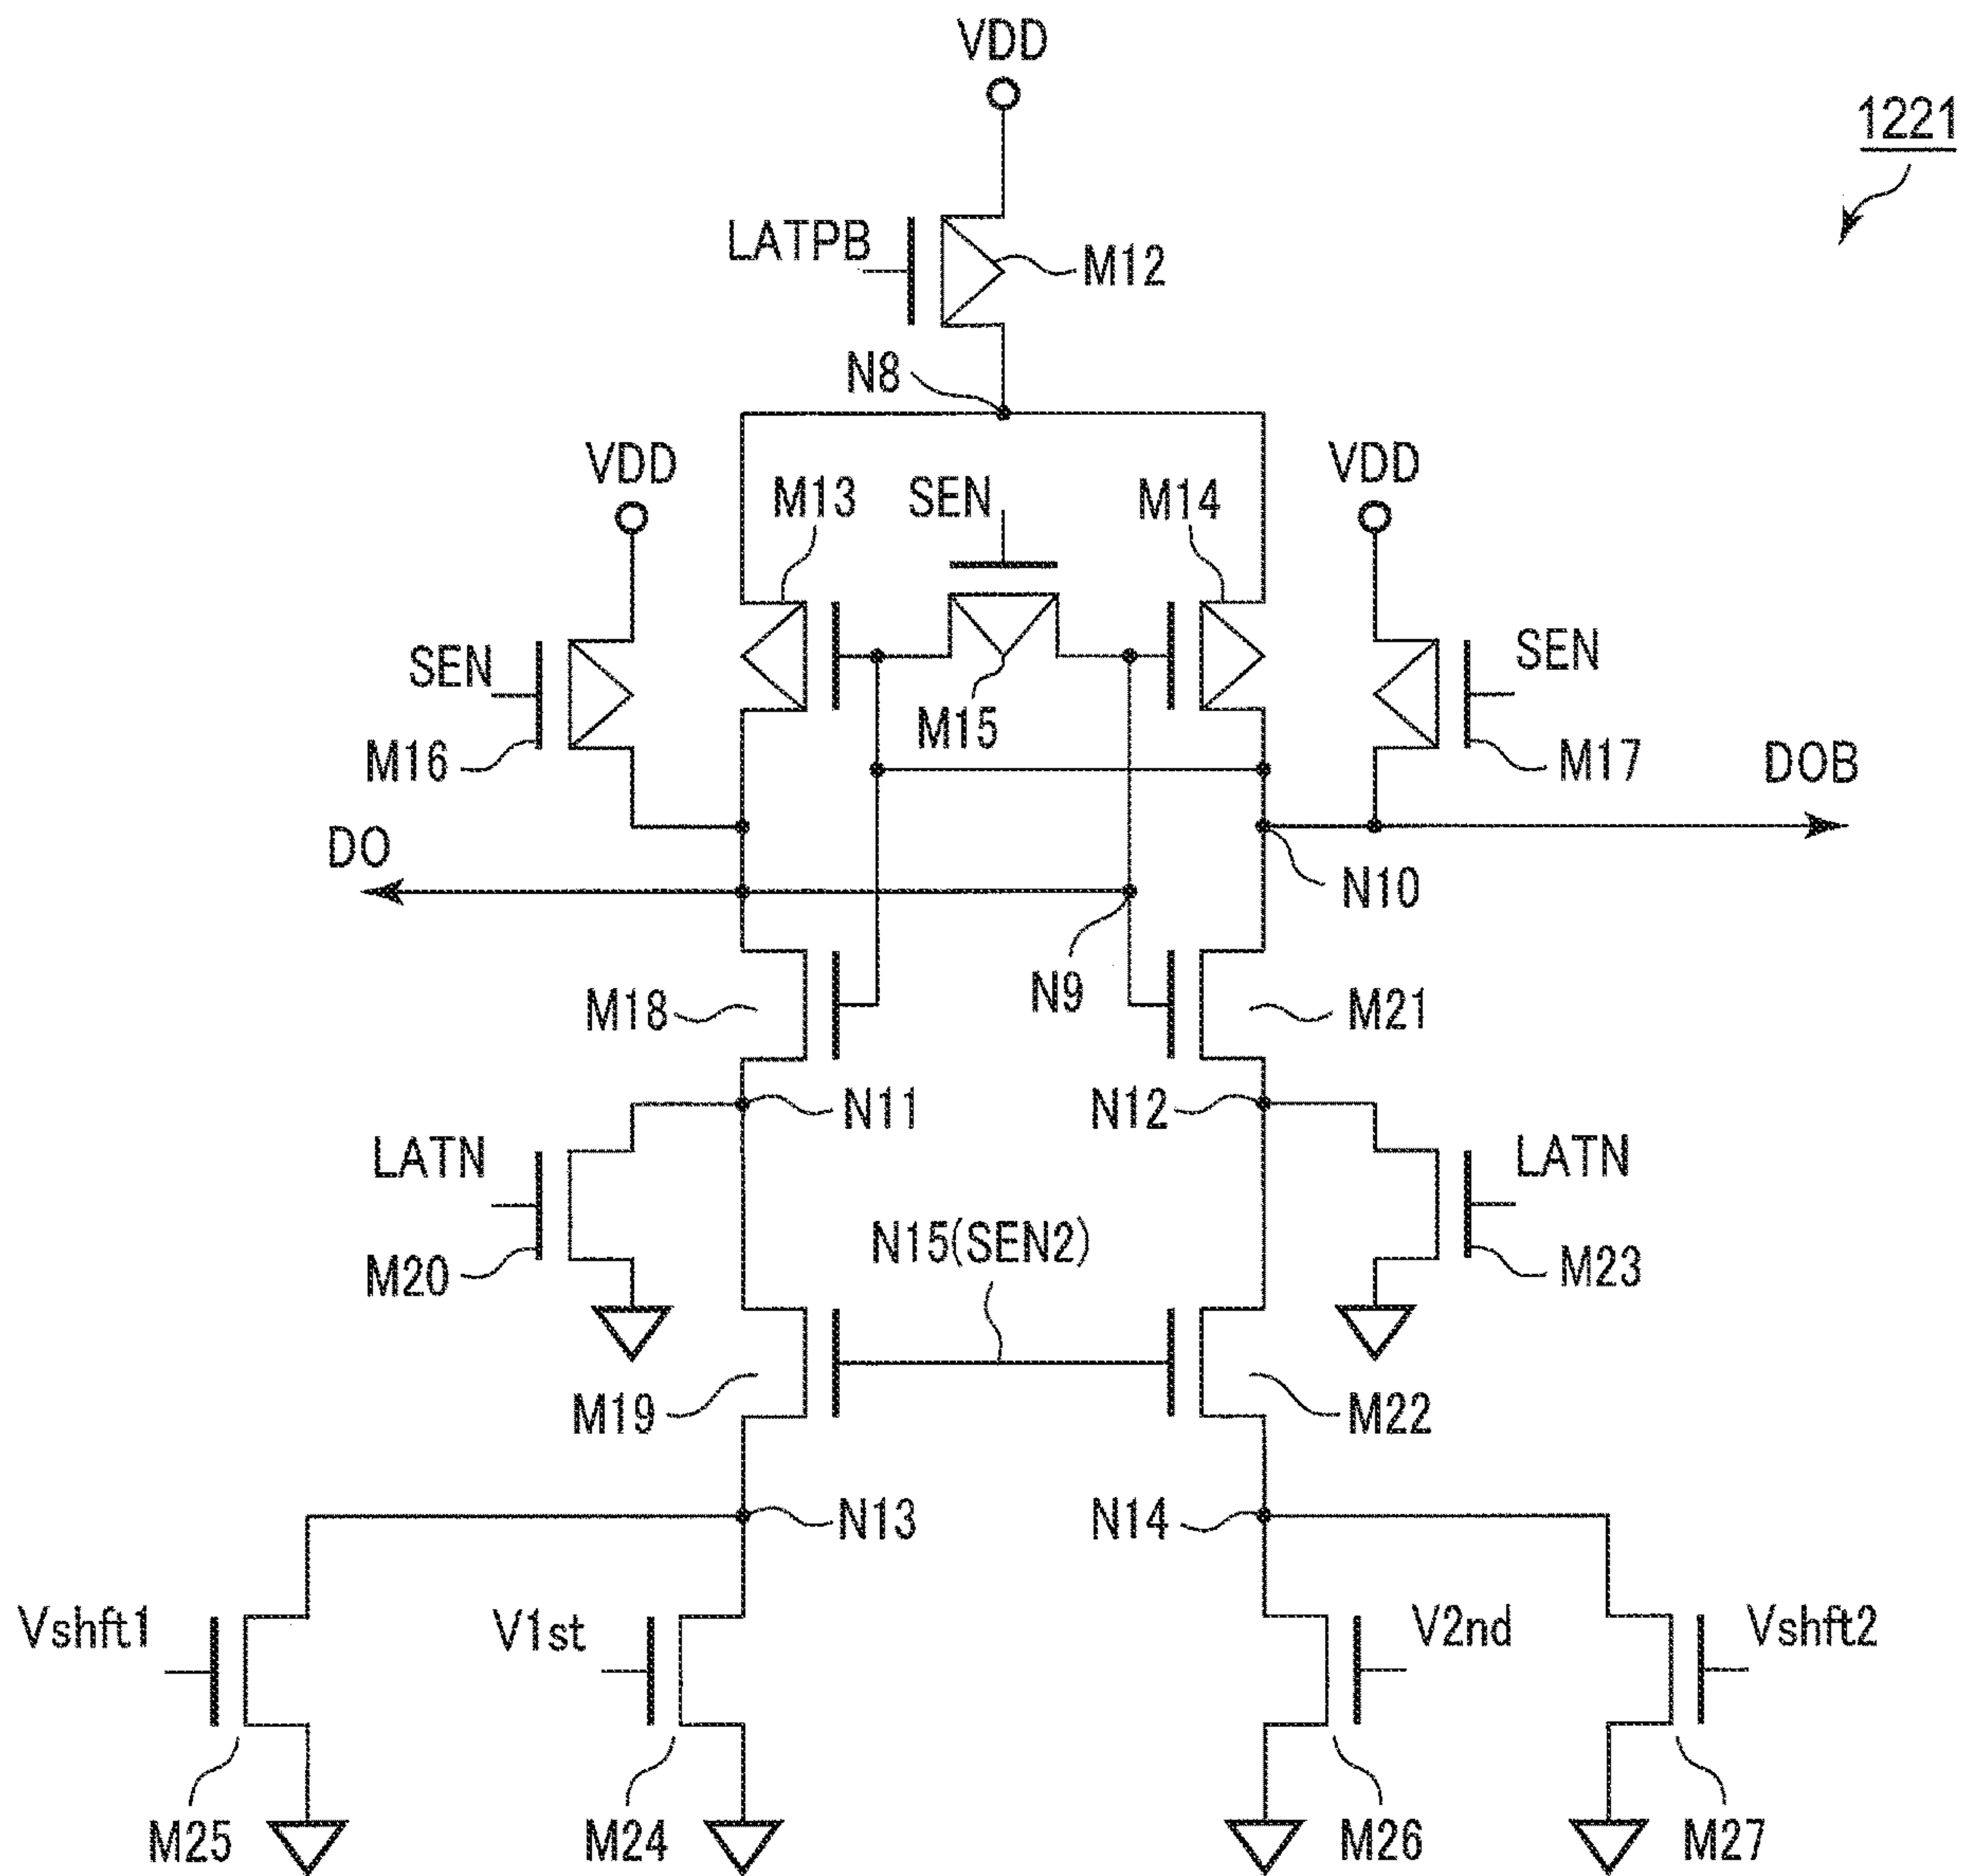 VDD
1221
LATPB
M12
N8
VDD
VDD
M13
SEN
M14
SEN
SEN
M15
M16
M17
DOB
DO
N10
N9
M18
M21
N11
N12
LATN
LATN
N15(SEN2)
M20
M23
M19
M22
N13
N14
Vshft1
V1st
V2nd
Vshft2
M25
M24
M26
M27